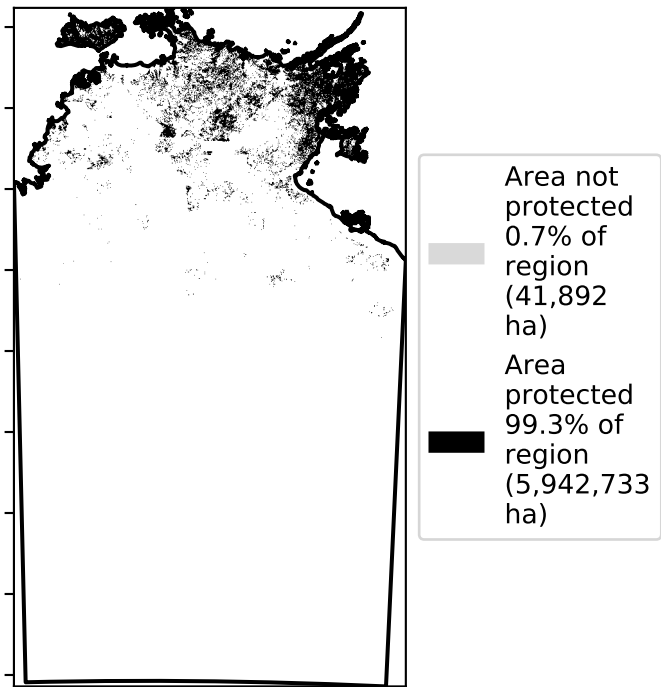 Area not
protected
0.7% of
region
(41,892
ha)
Area
protected
99.3% of
region
(5,942,733
ha)